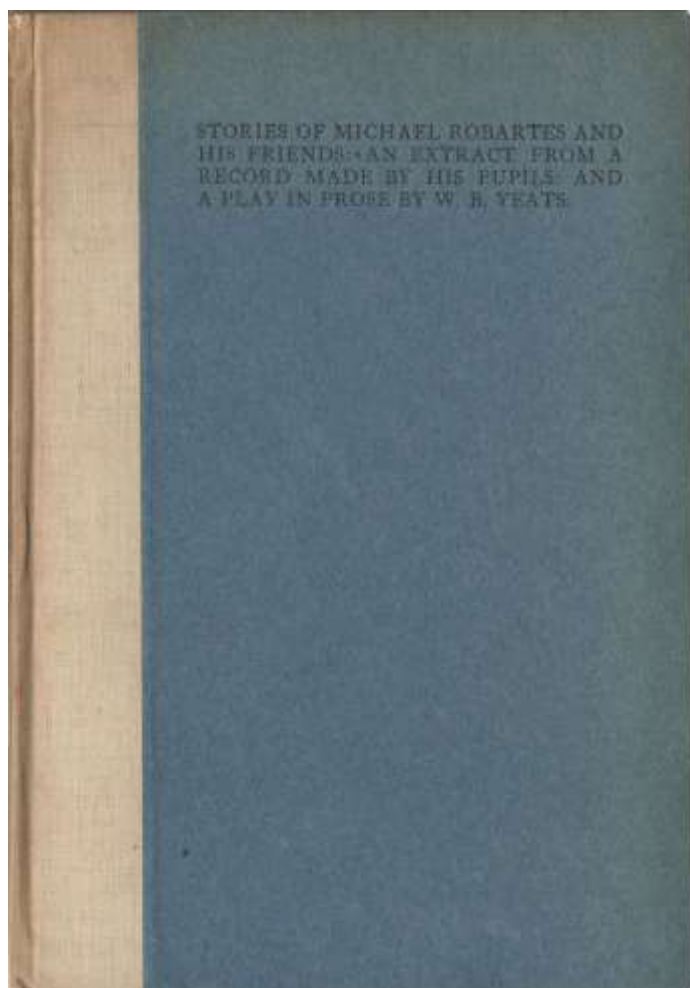 STORIES OF MICHAEL ROBARTES AND
HIS FRIENDS: AN EXTRACT FROM A
RECORD MADE BY HIS PUPILS: AND
A PLAY IN PROSE BY W. B. YEATS.